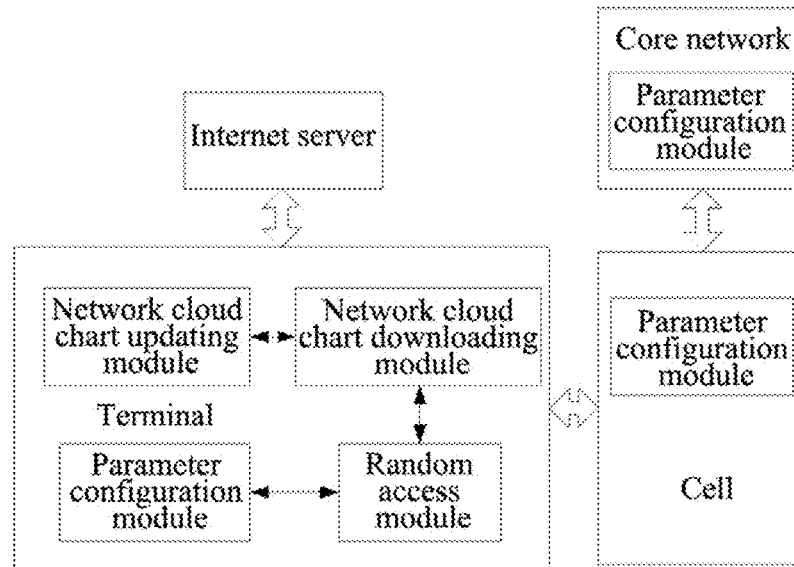 Core network
Parameter
configuration
module
Internet server
Network cloud
chart updating
module
Network cloud
chart downloading
module
Parameter
configuration
module
Terminal
Parameter
configuration
module
Random
access
module
Cell